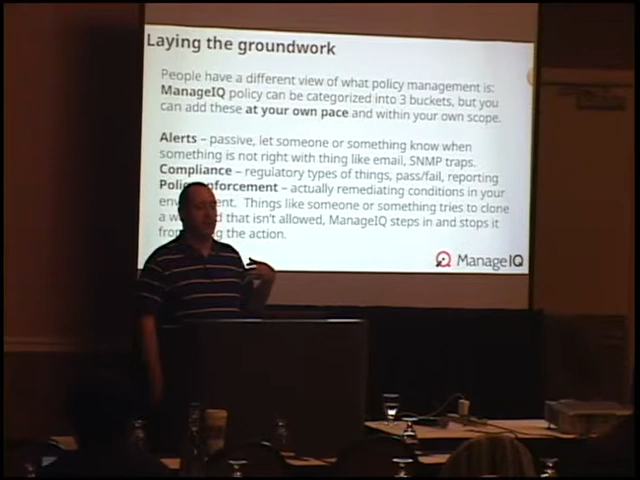 Laying the groundwork
People have a different view of what policy management is:
ManageIQ policy can be categorized into 3 buckets, but you
can add these at your own pace and within your own scope.
Alerts – passive, let someone or something know when
something is not right with thing like email, SNMP traps.
Compliance – regulatory types of things, pass/fail, reporting
enforcement – actually remediating conditions in your
Things like someone or something tries to clone
that isn't allowed, ManageIQ steps in and stops it
the action.
ManageIQ